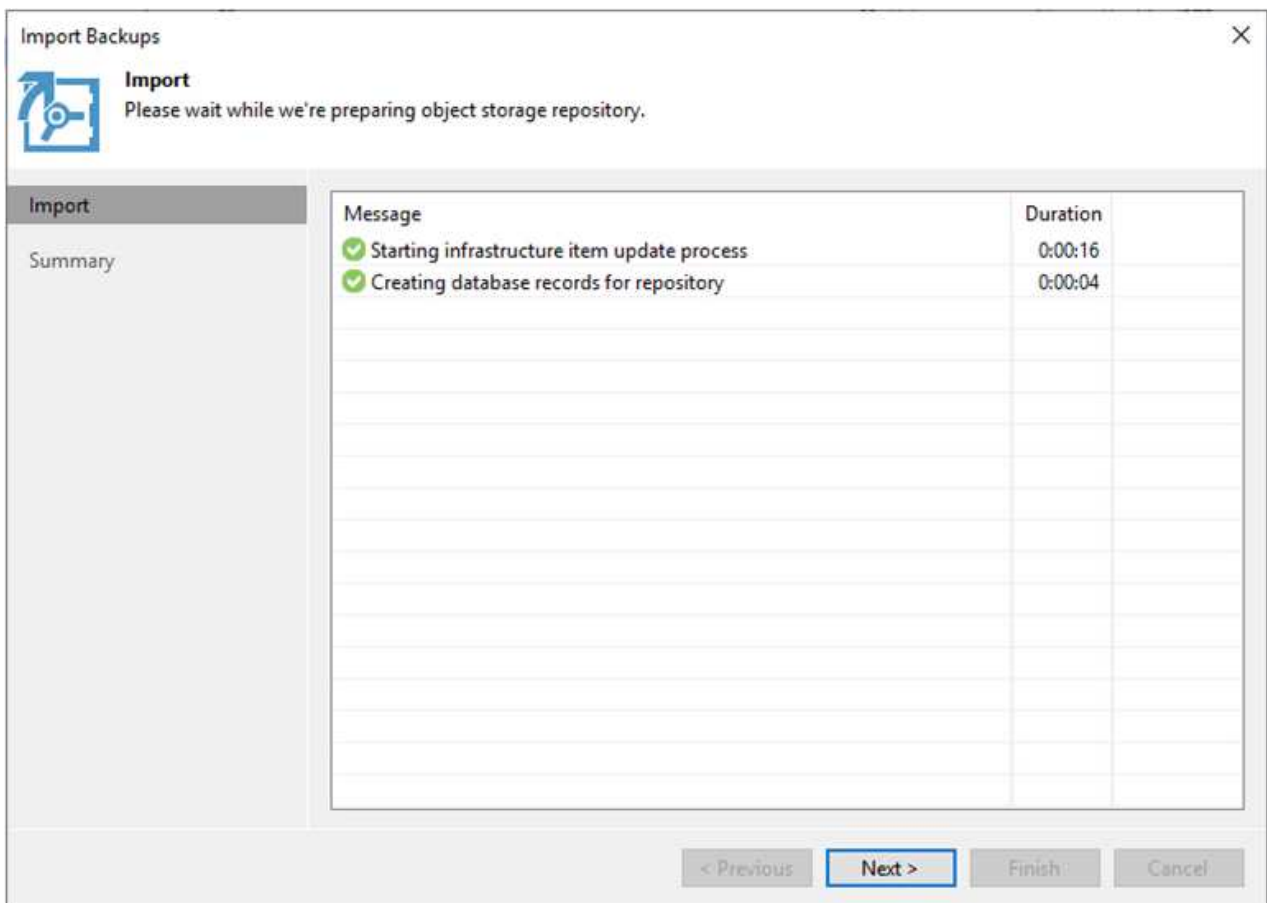 Import Backups
Import
Please wait while we're preparing object storage repository.
Import
Summary
Message Duration
Starting infrastructure item update process 0:00:16
Creating database records for repository 0:00:04
< Previous Next > Finish Cancel